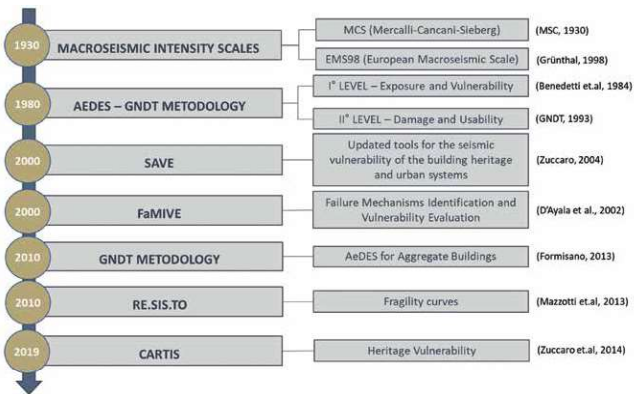 1930
MACROSEISMIC INTENSITY SCALES
MCS (Mercalli-Cancani-Sieberg)
(MSC, 1930)
EMS98 (European Macroseismic Scale)
(Grünthal, 1998)
1980
AEDES – GNDT METODOLOGY
I° LEVEL – Exposure and Vulnerability
(Benedetti et.al, 1984)
II° LEVEL – Damage and Usability
(GNDT, 1993)
2000
SAVE
Updated tools for the seismic
vulnerability of the building heritage
and urban systems
(Zuccaro, 2004)
2000
FaMIVE
Failure Mechanisms Identification and
Vulnerability Evaluation
(D'Ayala et al., 2002)
2010
GNDT METODOLOGY
AeDES for Aggregate Buildings
(Formisano, 2013)
2010
RE.SIS.TO
Fragility curves
(Mazzotti et.al, 2013)
2019
CARTIS
Heritage Vulnerability
(Zuccaro et.al, 2014)